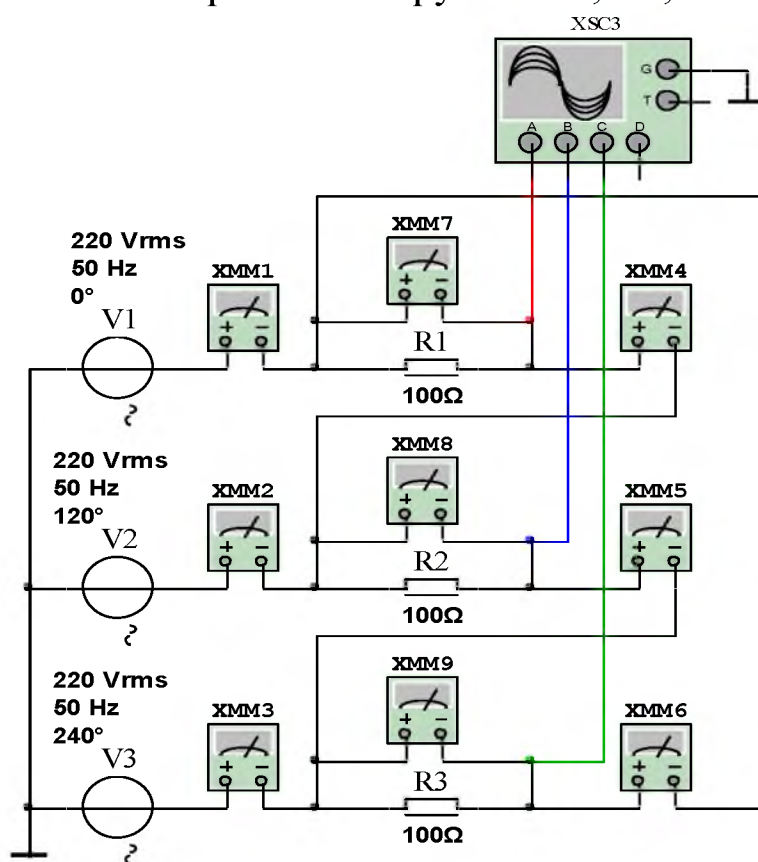 XSC3
G
T
A B C D
XMM7
220 Vrms
50 Hz
0°
V1
XMM1
XMM4
R1
100Ω
XMM8
220 Vrms
50 Hz
120°
V2
XMM2
XMM5
R2
100Ω
XMM9
220 Vrms
50 Hz
240°
V3
XMM3
XMM6
R3
100Ω